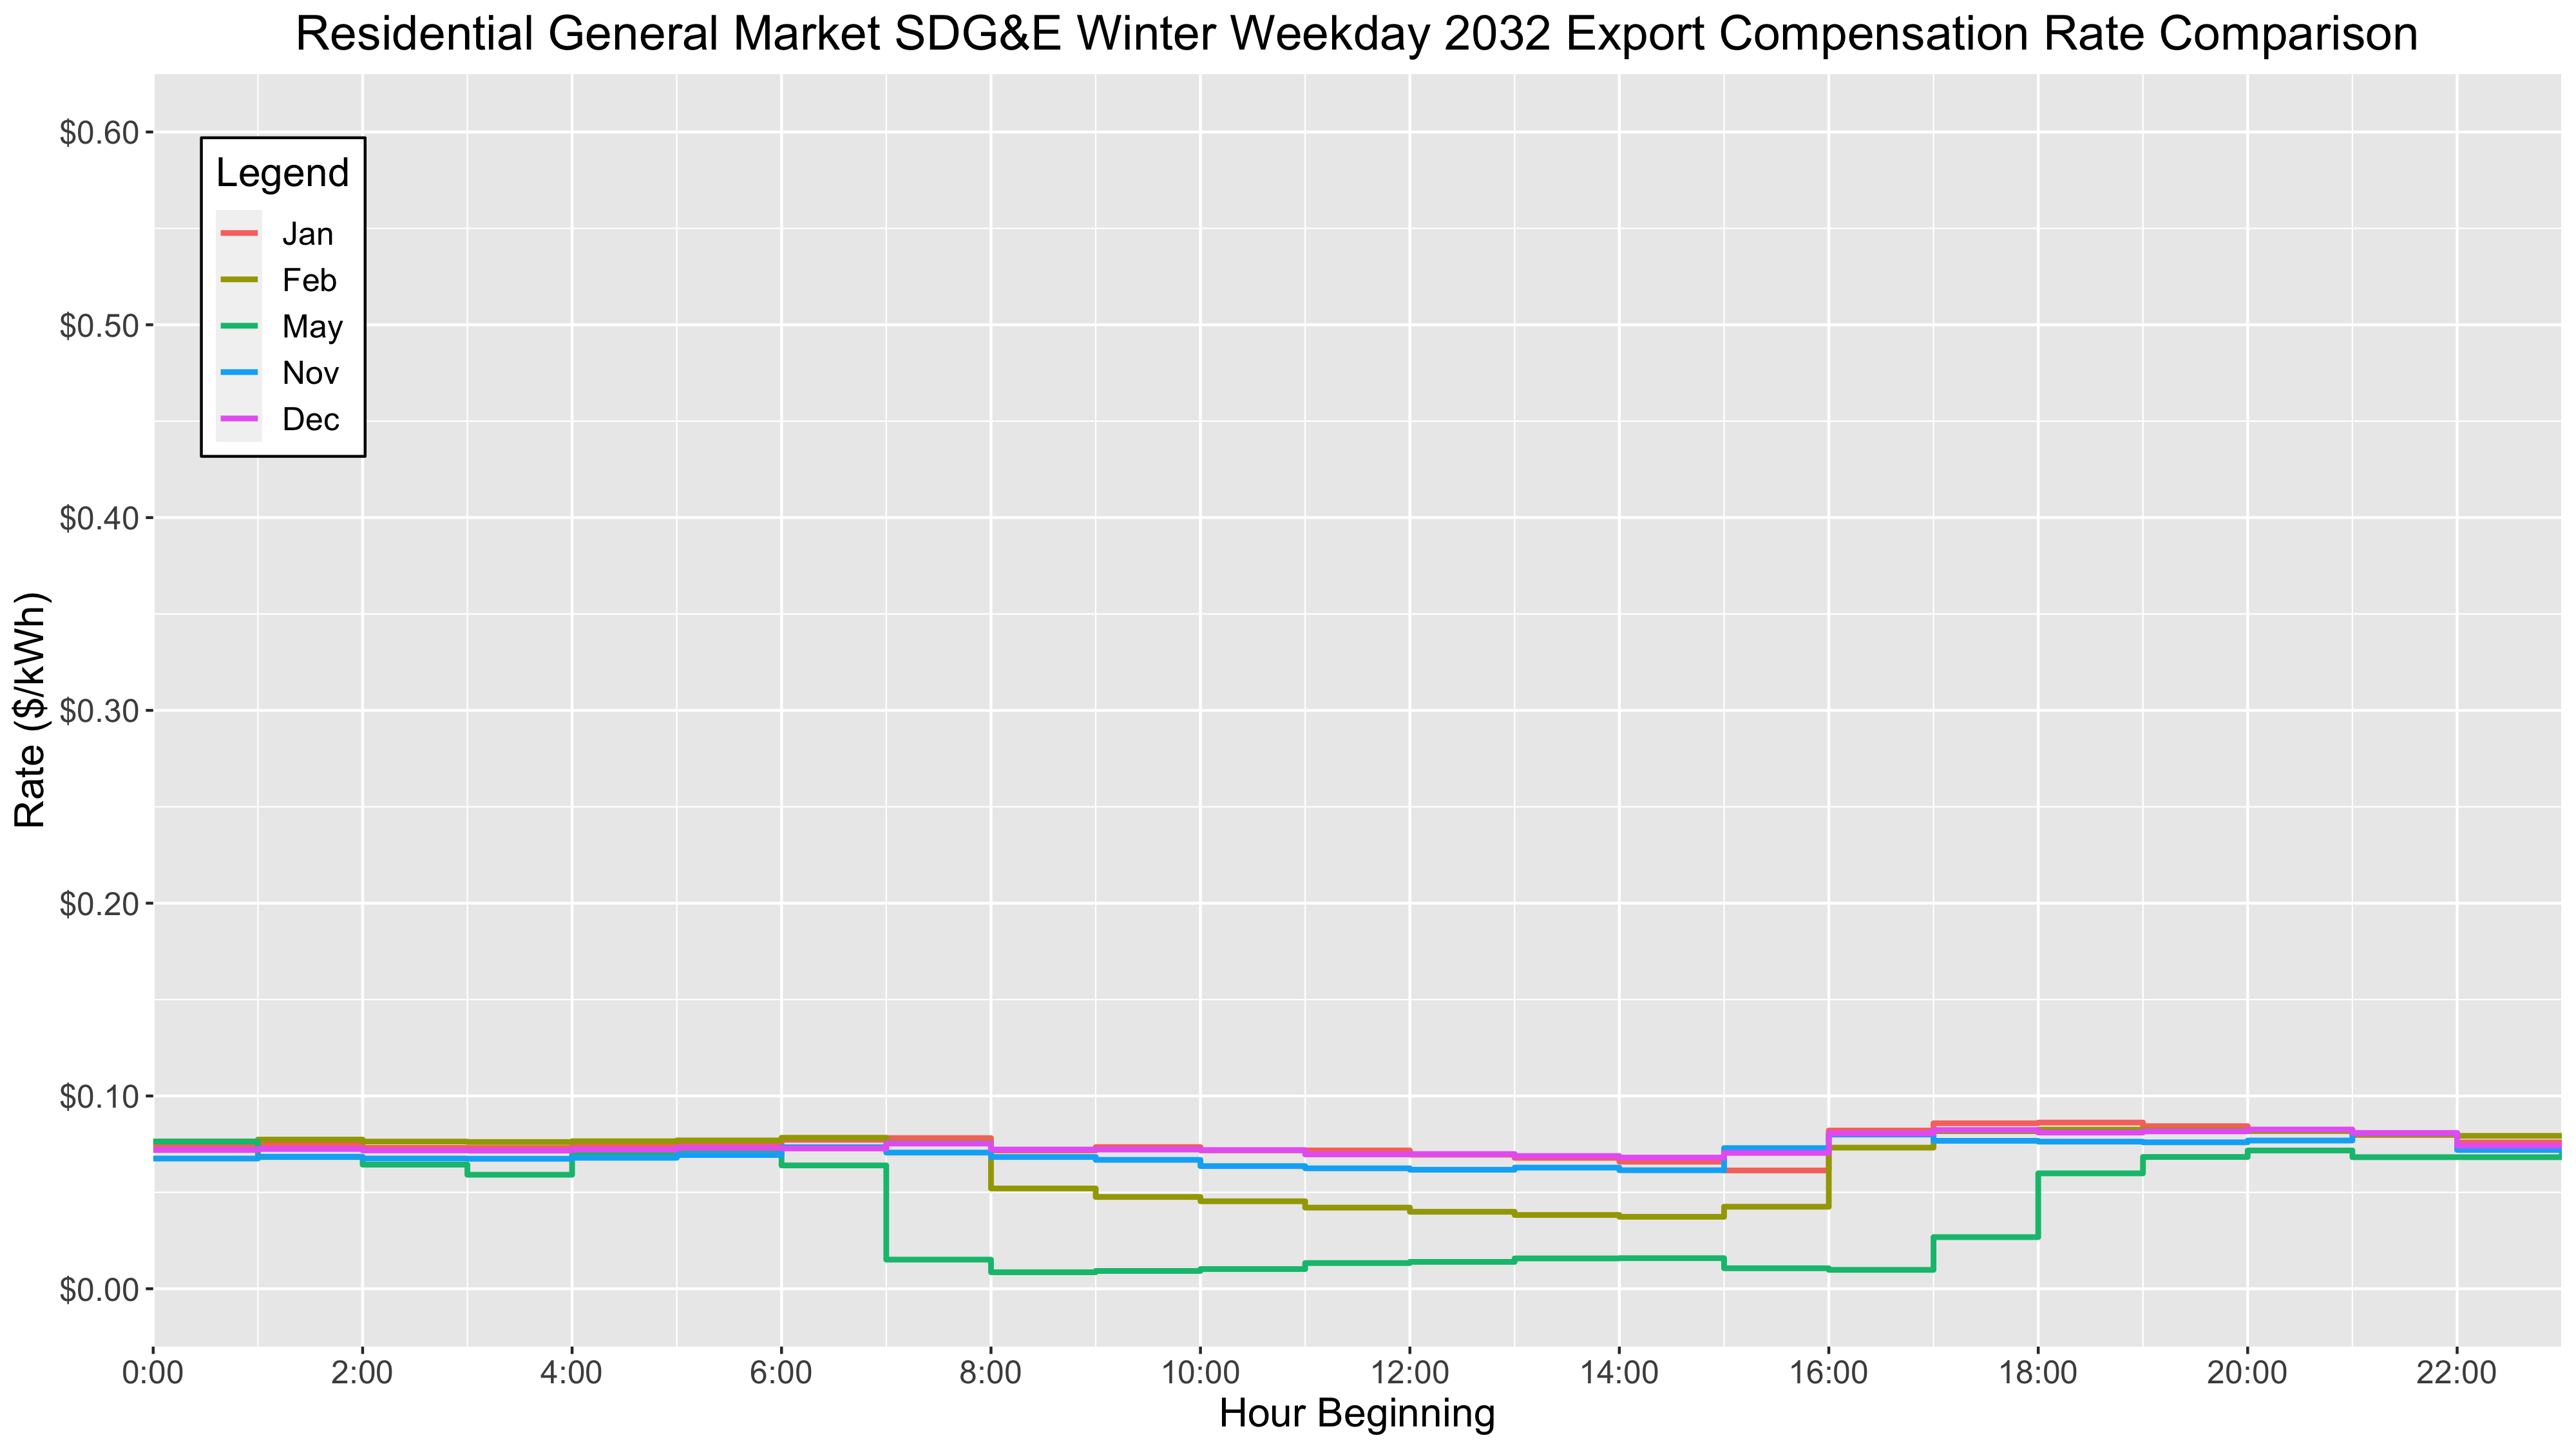 Residential General Market SDG&E Winter Weekday 2032 Export Compensation Rate Comparison
Rate ($/kWh)
$0.60
$0.50
$0.40
$0.30
$0.20
$0.10
$0.00
Legend
Jan
Feb
May
Nov
Dec
0:00 2:00 4:00 6:00 8:00 10:00 12:00 14:00 16:00 18:00 20:00 22:00
Hour Beginning